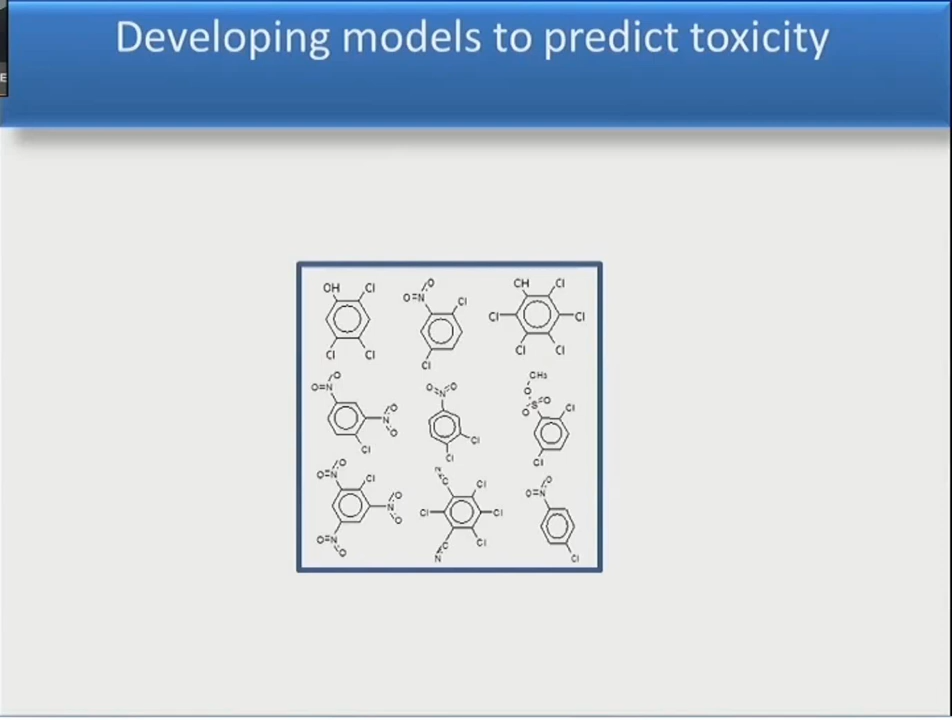 Developing models to predict toxicity
E
OH Cl Cl Cl
O=N O Cl Cl
CH Cl Cl Cl Cl Cl
O=N O N O O Cl
O=N O Cl Cl
CH3 O S O O Cl Cl
O=N O Cl N O O O=N O
N C Cl Cl Cl Cl C N
O=N O Cl